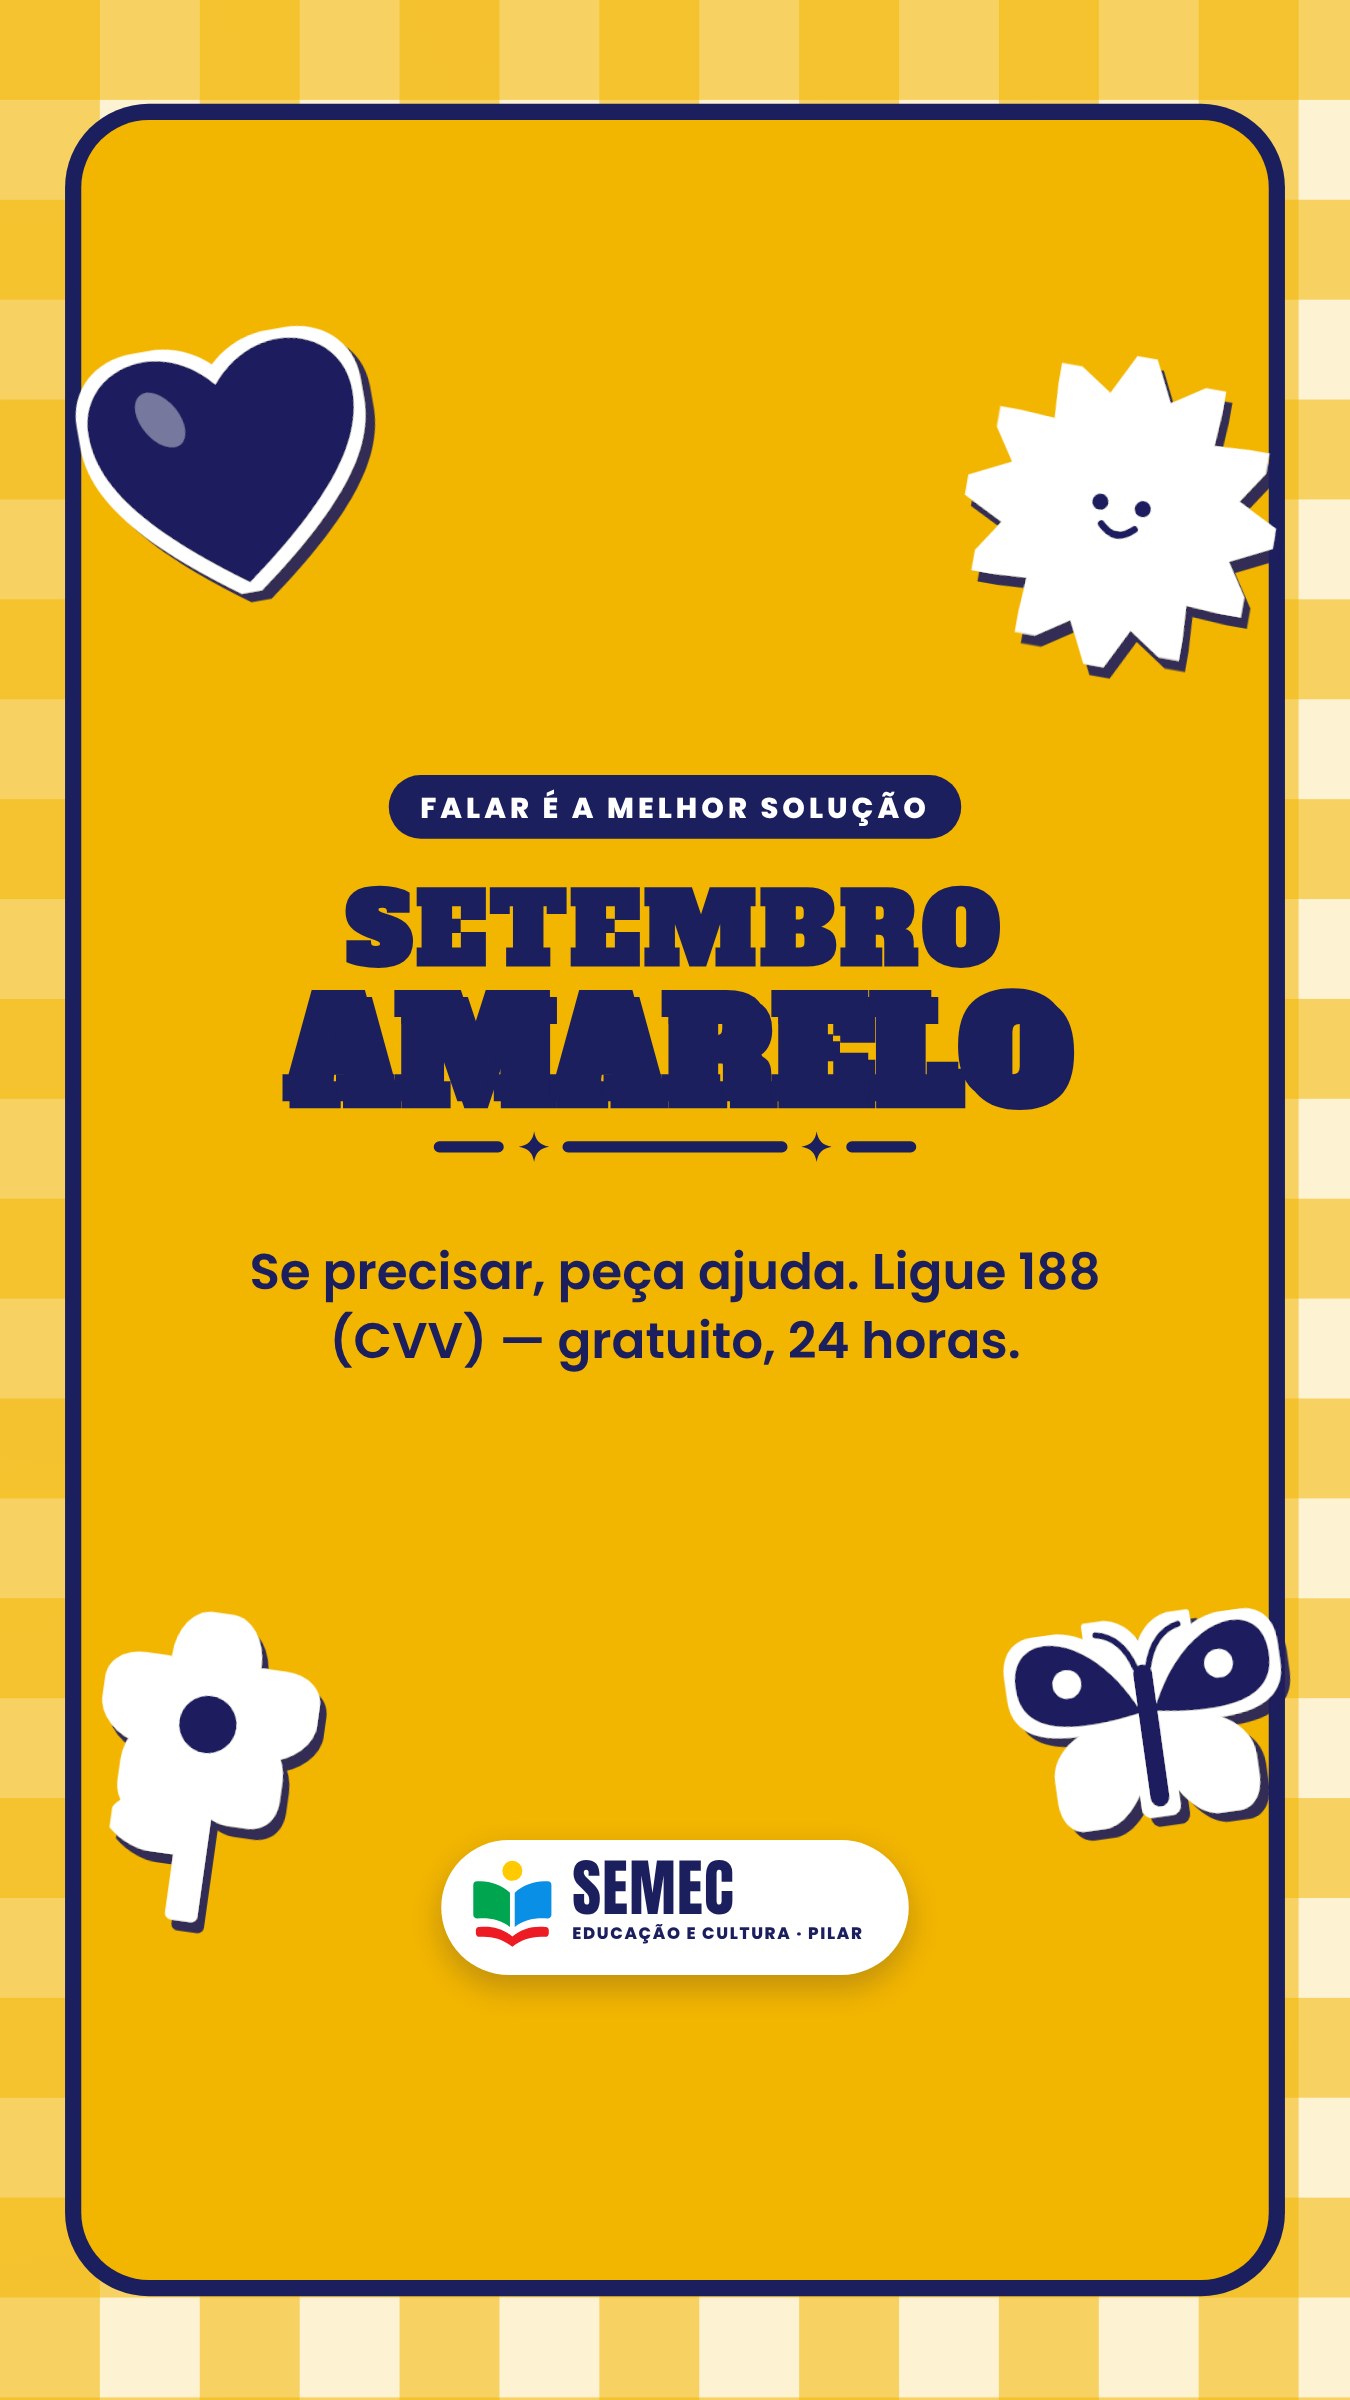 FALAR É A MELHOR SOLUÇÃO
SETEMBRO
AMARELO
Se precisar, peça ajuda. Ligue 188
(CVV) — gratuito, 24 horas.
SEMEC
EDUCAÇÃO E CULTURA · PILAR